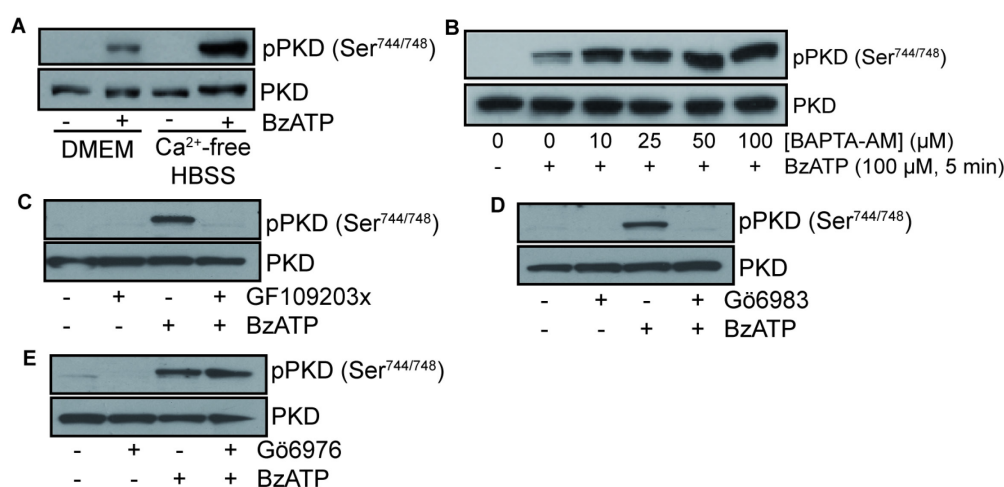 A
pPKD (Ser744/748)
PKD
- + - + BzATP
DMEM Ca2+-free
HBSS
B
pPKD (Ser744/748)
PKD
0 0 10 25 50 100 [BAPTA-AM] (µM)
- + + + + + BzATP (100 µM, 5 min)
C
pPKD (Ser744/748)
PKD
- + - + GF109203x
- - + + BzATP
D
pPKD (Ser744/748)
PKD
- + - + Gö6983
- - + + BzATP
E
pPKD (Ser744/748)
PKD
- + - + Gö6976
- - + + BzATP